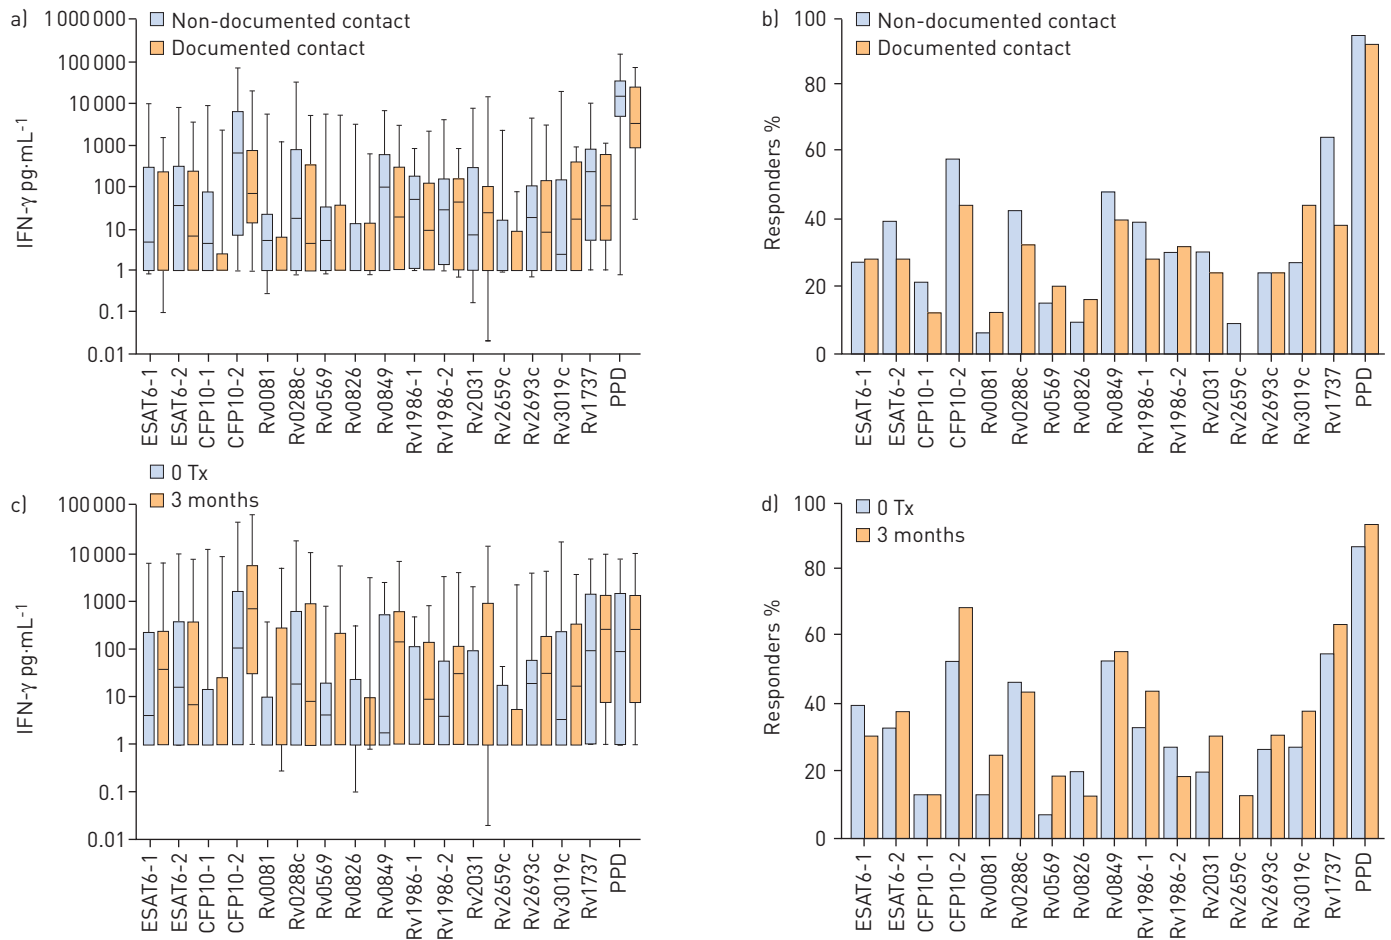 a)
Non-documented contact
Documented contact
IFN-γ pg·mL-1
1 000 000
100 000
10 000
1000
100
10
1
0.1
0.01
ESAT6-1
ESAT6-2
CFP10-1
CFP10-2
Rv0081
Rv0288c
Rv0569
Rv0826
Rv0849
Rv1986-1
Rv1986-2
Rv2031
Rv2659c
Rv2693c
Rv3019c
Rv1737
PPD
b)
Non-documented contact
Documented contact
Responders %
100
80
60
40
20
0
ESAT6-1
ESAT6-2
CFP10-1
CFP10-2
Rv0081
Rv0288c
Rv0569
Rv0826
Rv0849
Rv1986-1
Rv1986-2
Rv2031
Rv2659c
Rv2693c
Rv3019c
Rv1737
PPD
c)
0 Tx
3 months
IFN-γ pg·mL-1
100 000
10 000
1000
100
10
1
0.1
0.01
ESAT6-1
ESAT6-2
CFP10-1
CFP10-2
Rv0081
Rv0288c
Rv0569
Rv0826
Rv0849
Rv1986-1
Rv1986-2
Rv2031
Rv2659c
Rv2693c
Rv3019c
Rv1737
PPD
d)
0 Tx
3 months
Responders %
100
80
60
40
20
0
ESAT6-1
ESAT6-2
CFP10-1
CFP10-2
Rv0081
Rv0288c
Rv0569
Rv0826
Rv0849
Rv1986-1
Rv1986-2
Rv2031
Rv2659c
Rv2693c
Rv3019c
Rv1737
PPD